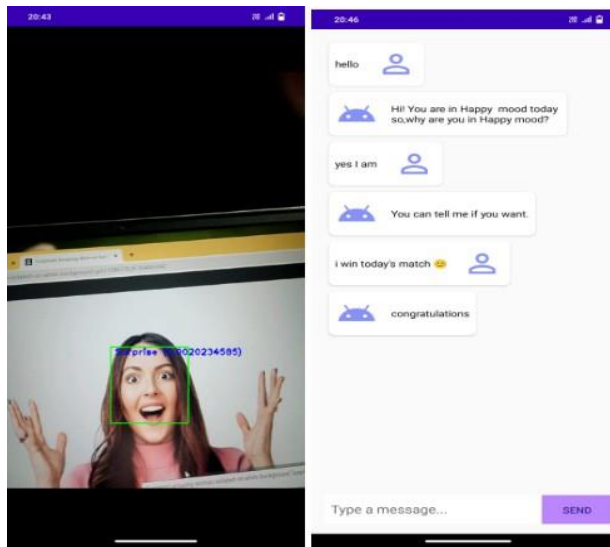 20:43
Surprise
20:46
hello
Hi! You are in Happy mood today
so,why are you in Happy mood?
yes I am
You can tell me if you want.
i win today's match 😊
congratulations
Type a message...
SEND